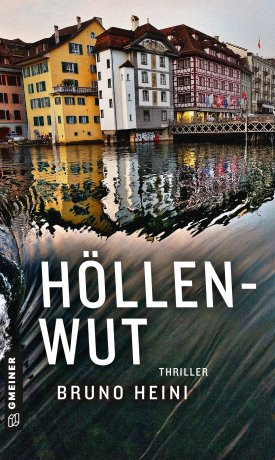 HÖLLEN-
WUT
THRILLER
BRUNO HEINI
GMEINER